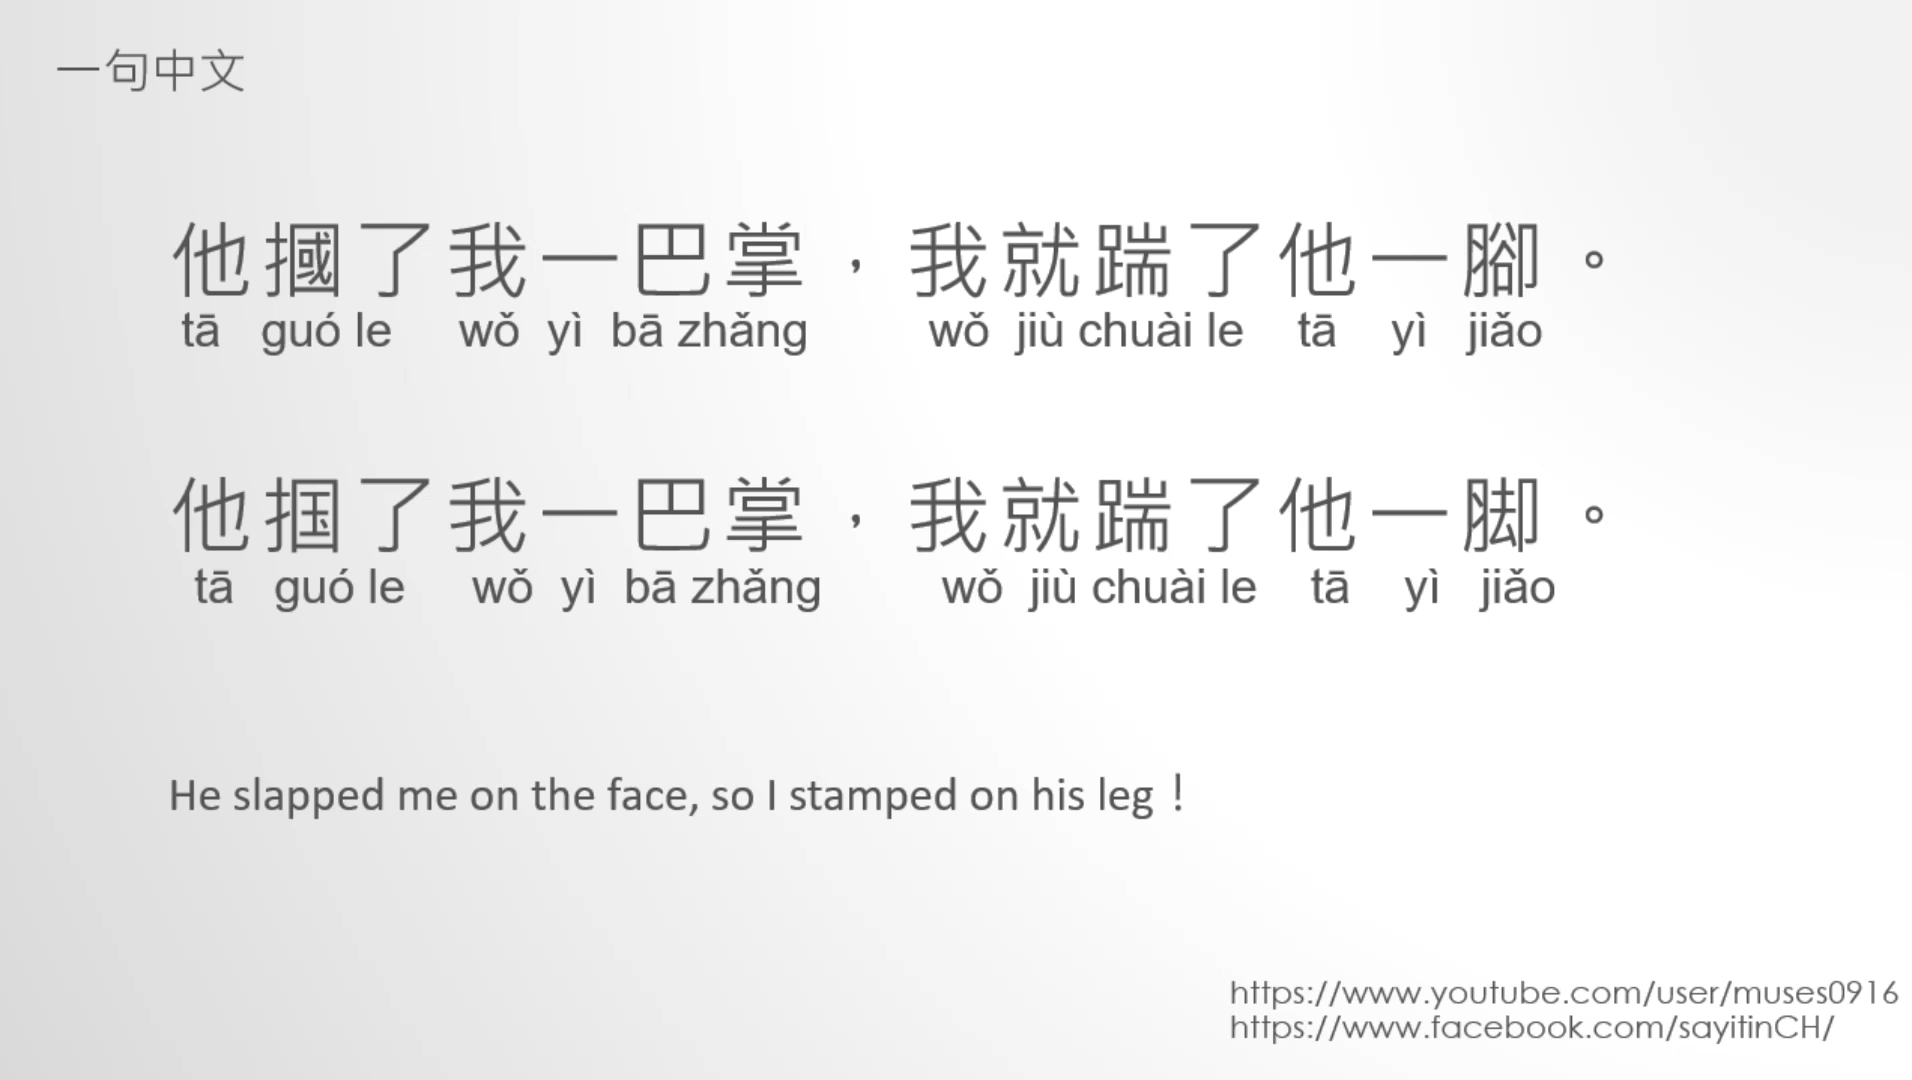 一句中文
他摑了我一巴掌，我就踹了他一腳。
tā guó le wǒ yì bā zhǎng wǒ jiù chuài le tā yì jiǎo
他掴了我一巴掌，我就踹了他一脚。
tā guó le wǒ yì bā zhǎng wǒ jiù chuài le tā yì jiǎo
He slapped me on the face, so I stamped on his leg！
https://www.youtube.com/user/muses0916
https://www.facebook.com/sayitinCH/